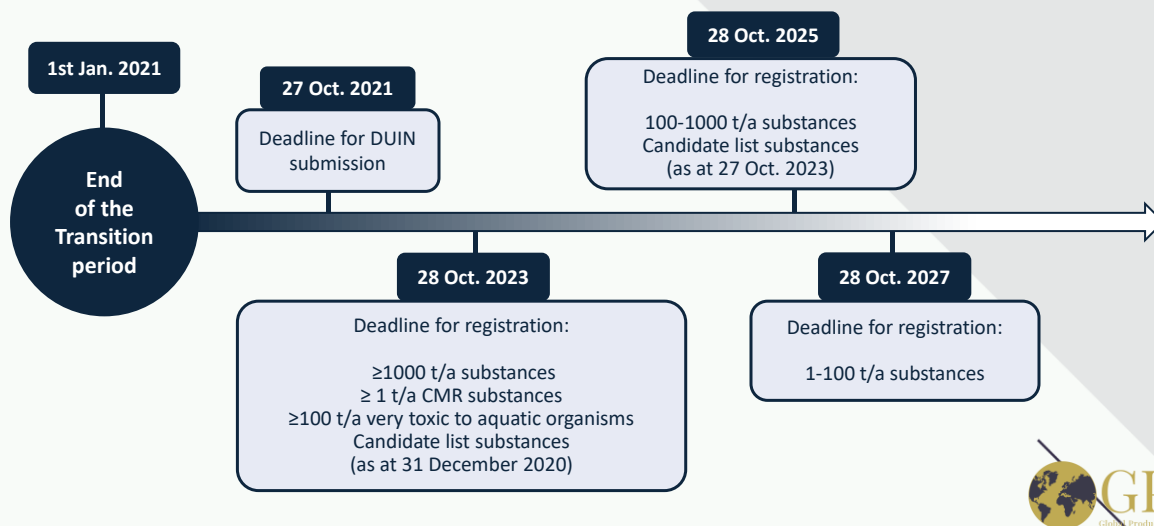 1st Jan. 2021
End
of the
Transition
period
27 Oct. 2021
Deadline for DUIN
submission
28 Oct. 2023
Deadline for registration:
≥1000 t/a substances
≥ 1 t/a CMR substances
≥100 t/a very toxic to aquatic organisms
Candidate list substances
(as at 31 December 2020)
28 Oct. 2025
Deadline for registration:
100-1000 t/a substances
Candidate list substances
(as at 27 Oct. 2023)
28 Oct. 2027
Deadline for registration:
1-100 t/a substances
Global